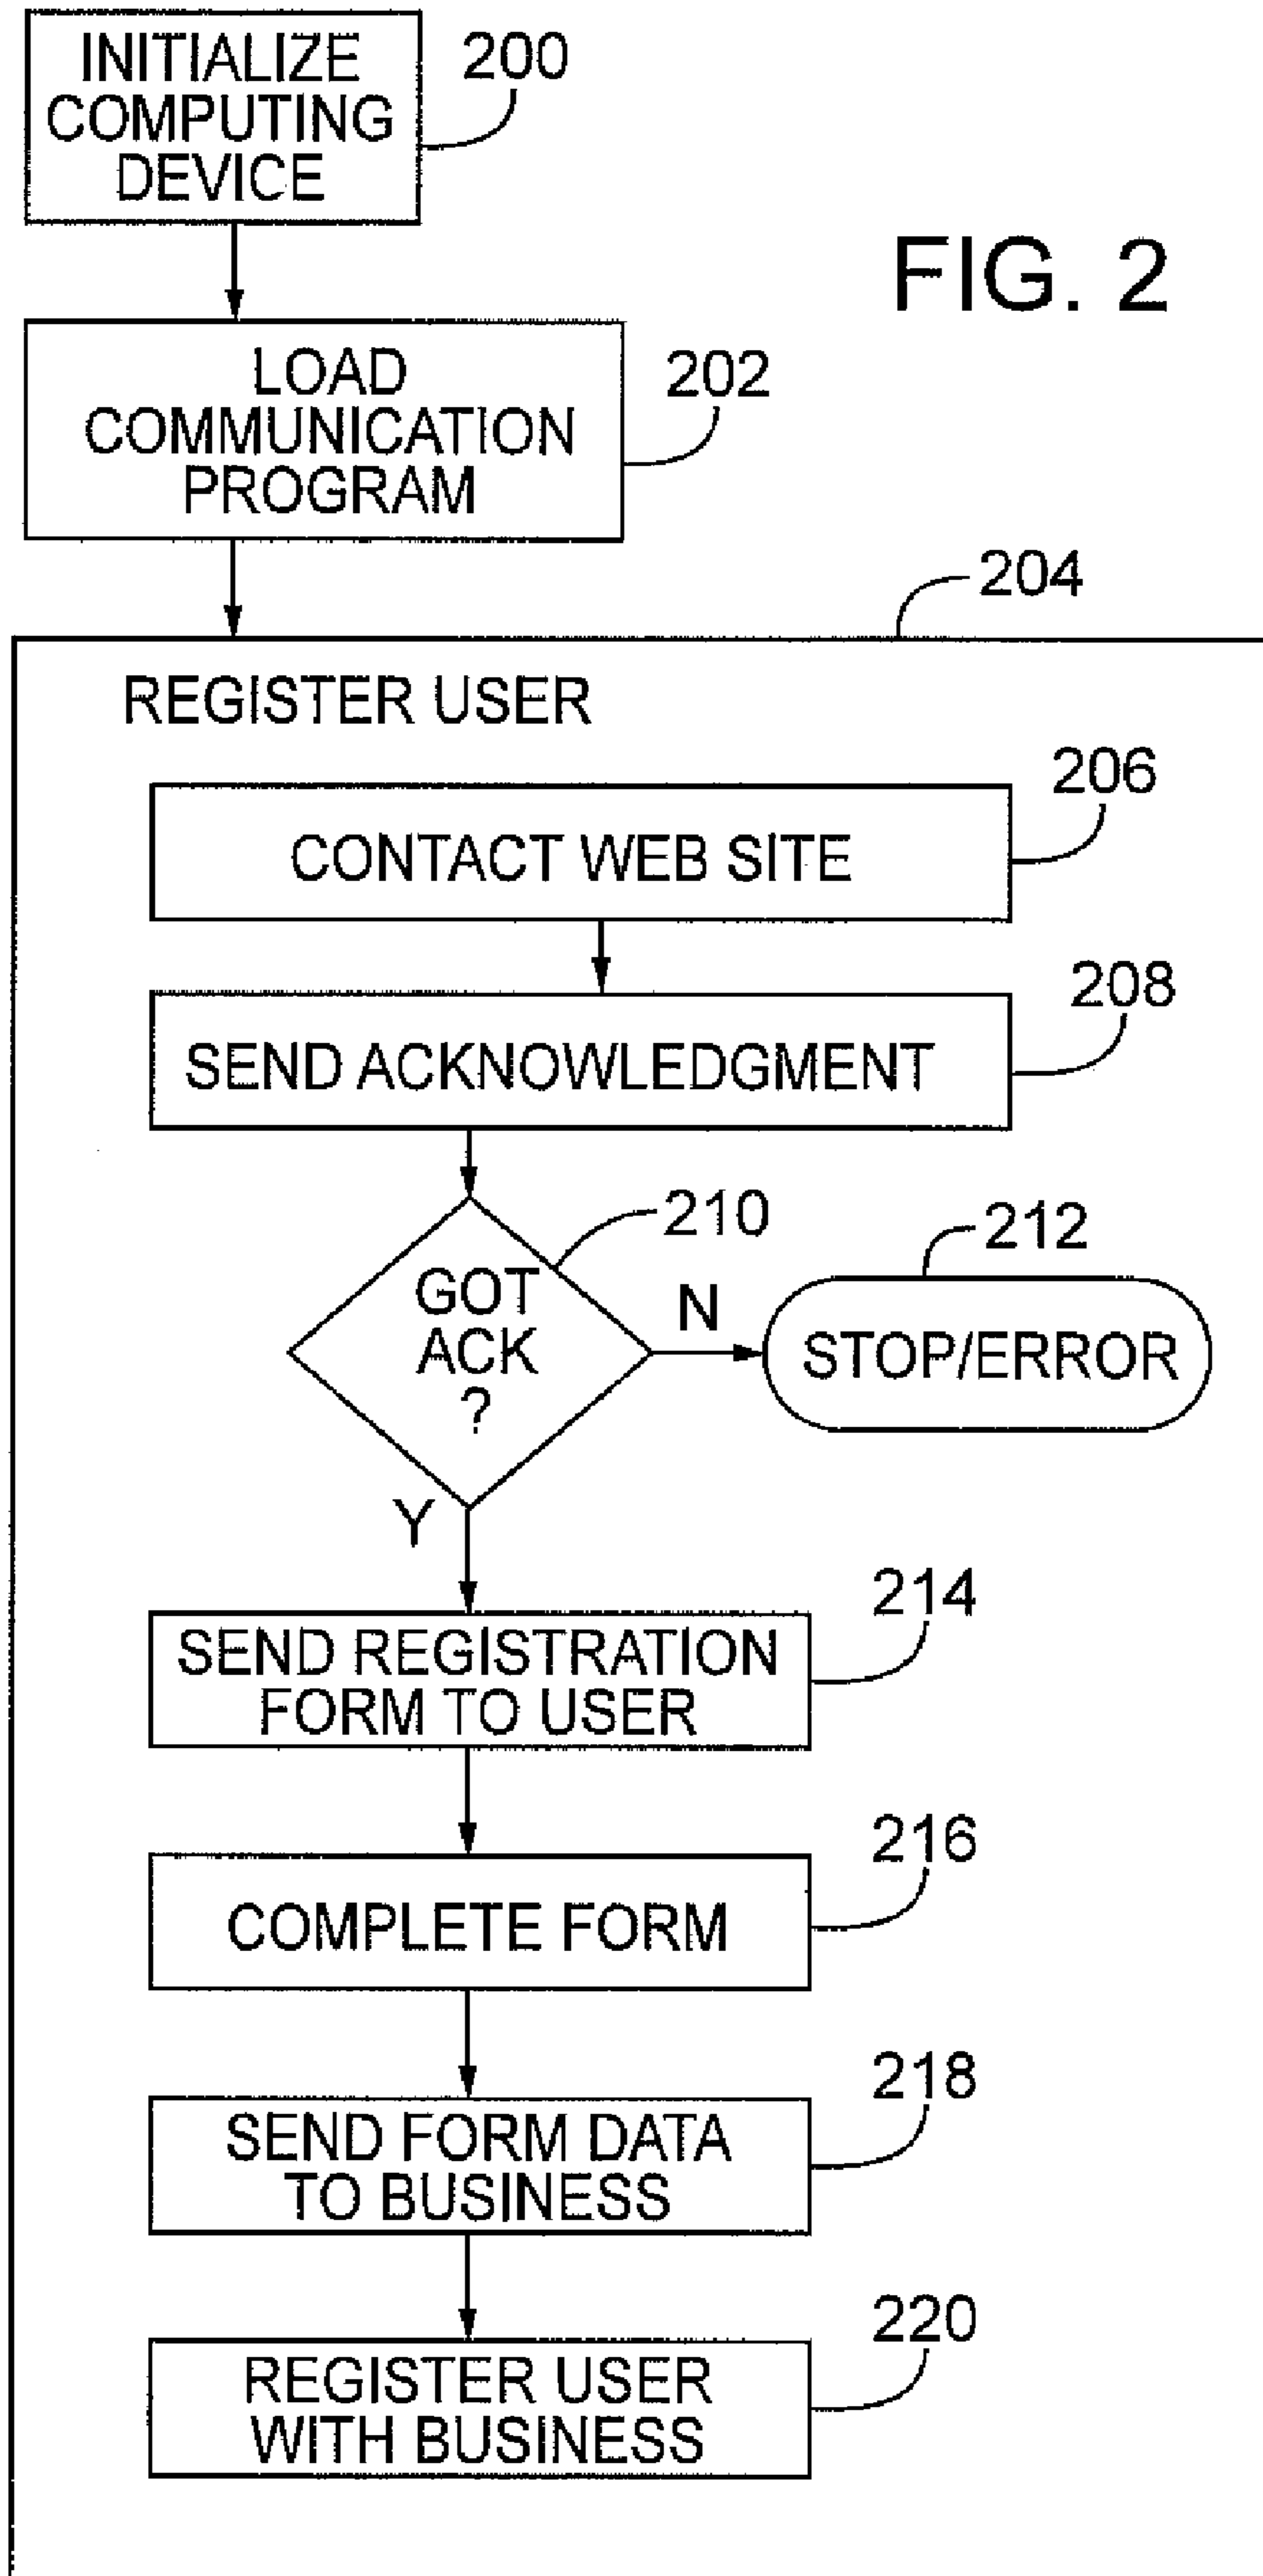 INITIALIZE
COMPUTING
DEVICE
200
FIG. 2
LOAD
COMMUNICATION
PROGRAM
202
204
REGISTER USER
206
CONTACT WEB SITE
208
SEND ACKNOWLEDGMENT
210
GOT
ACK
?
N
212
STOP/ERROR
Y
214
SEND REGISTRATION
FORM TO USER
216
COMPLETE FORM
218
SEND FORM DATA
TO BUSINESS
220
REGISTER USER
WITH BUSINESS